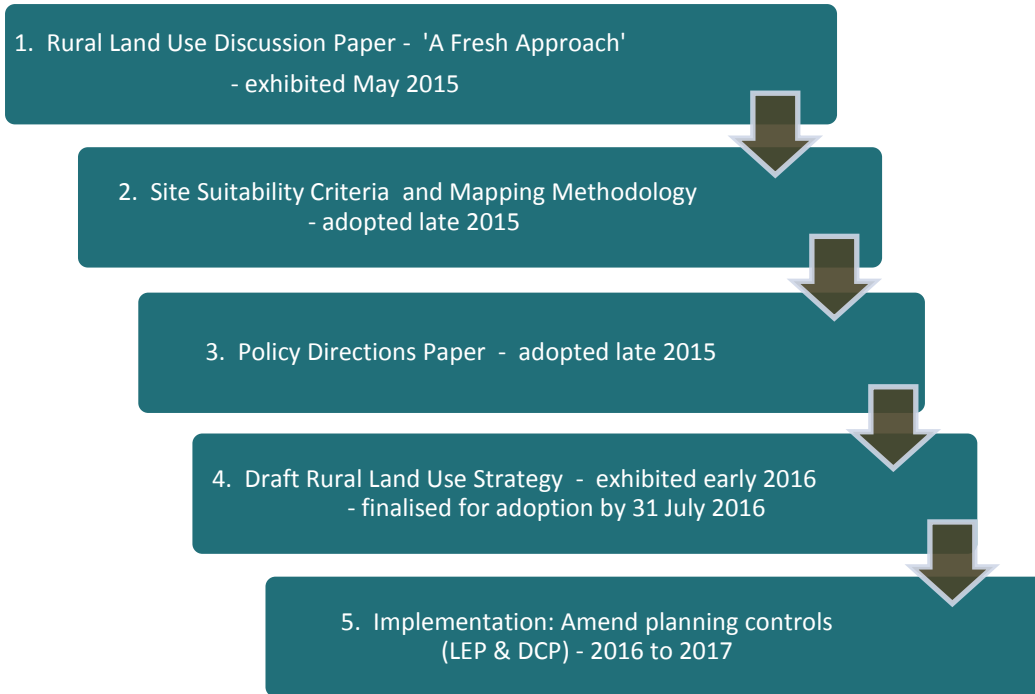 1. Rural Land Use Discussion Paper - 'A Fresh Approach'
- exhibited May 2015
2. Site Suitability Criteria and Mapping Methodology
- adopted late 2015
3. Policy Directions Paper - adopted late 2015
4. Draft Rural Land Use Strategy - exhibited early 2016
- finalised for adoption by 31 July 2016
5. Implementation: Amend planning controls
(LEP & DCP) - 2016 to 2017